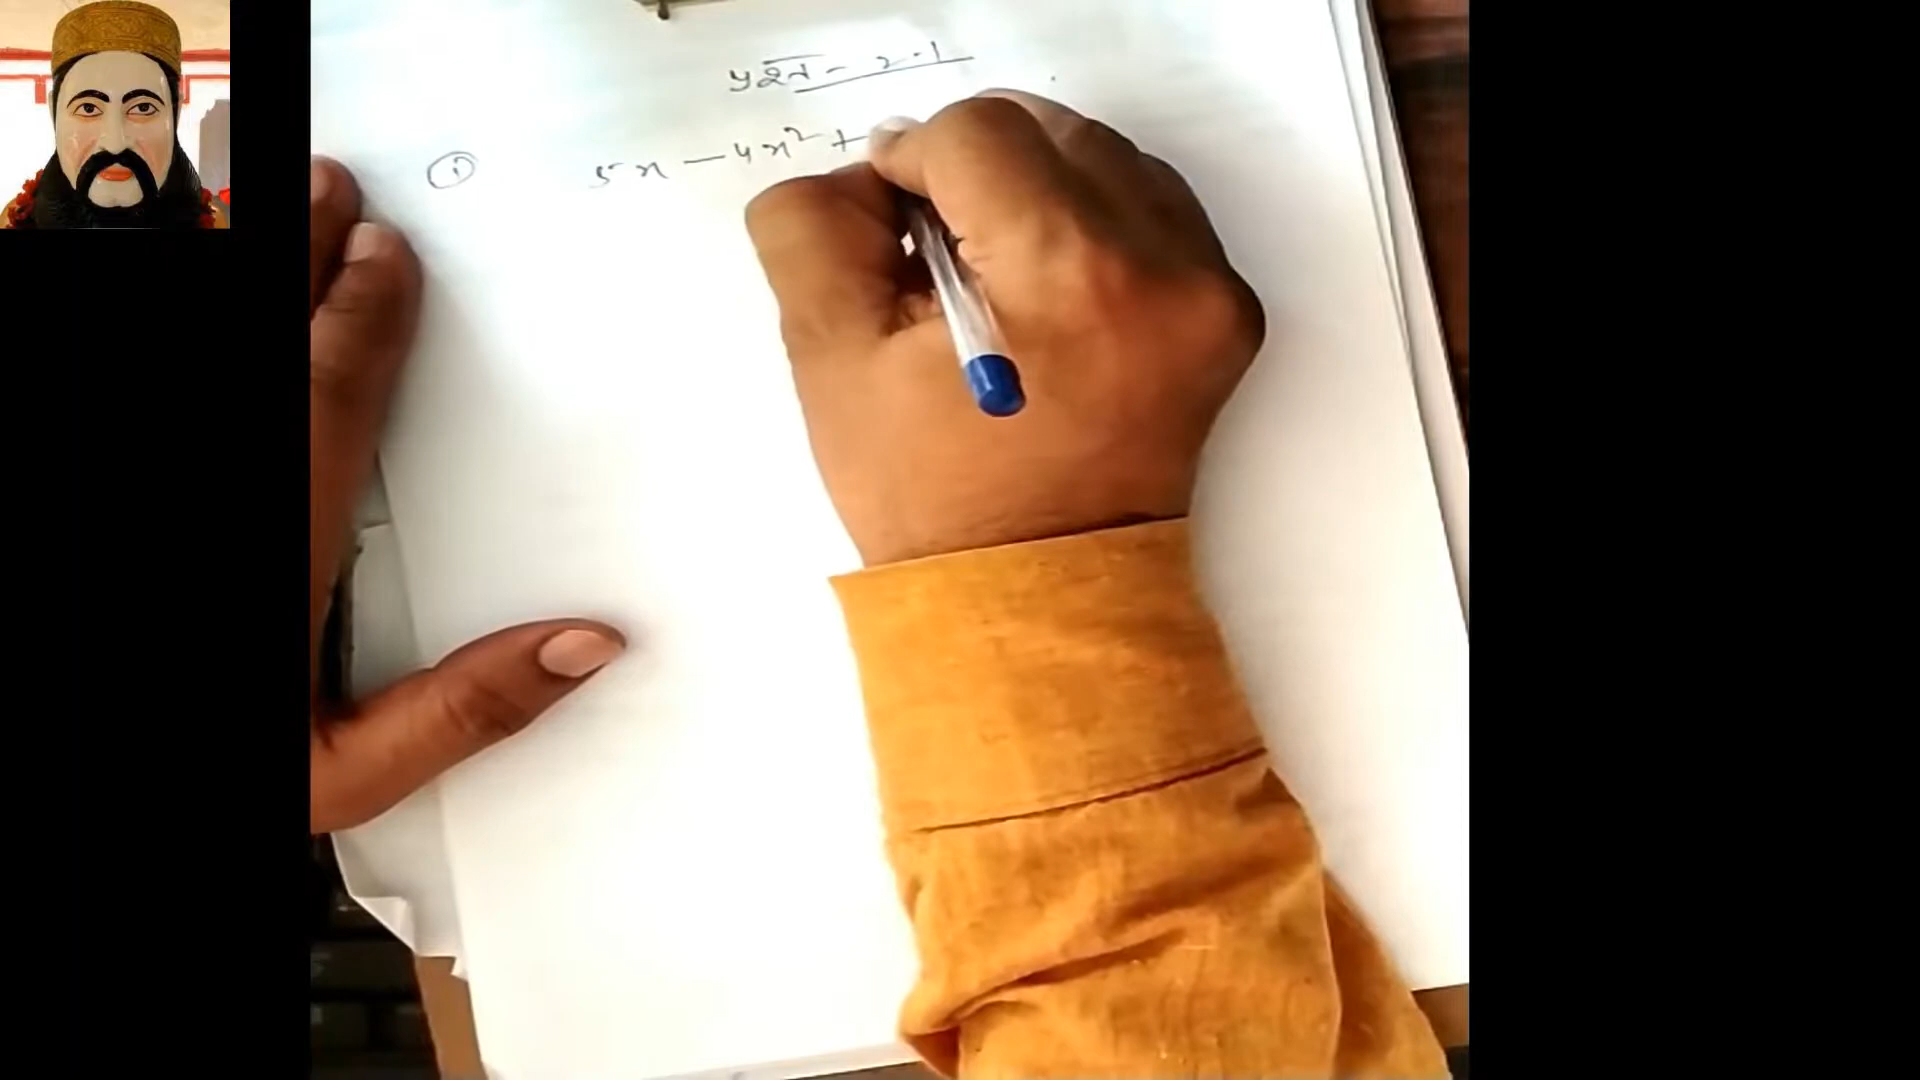 प्रश्न - 2.1
① 5x - 4x² +